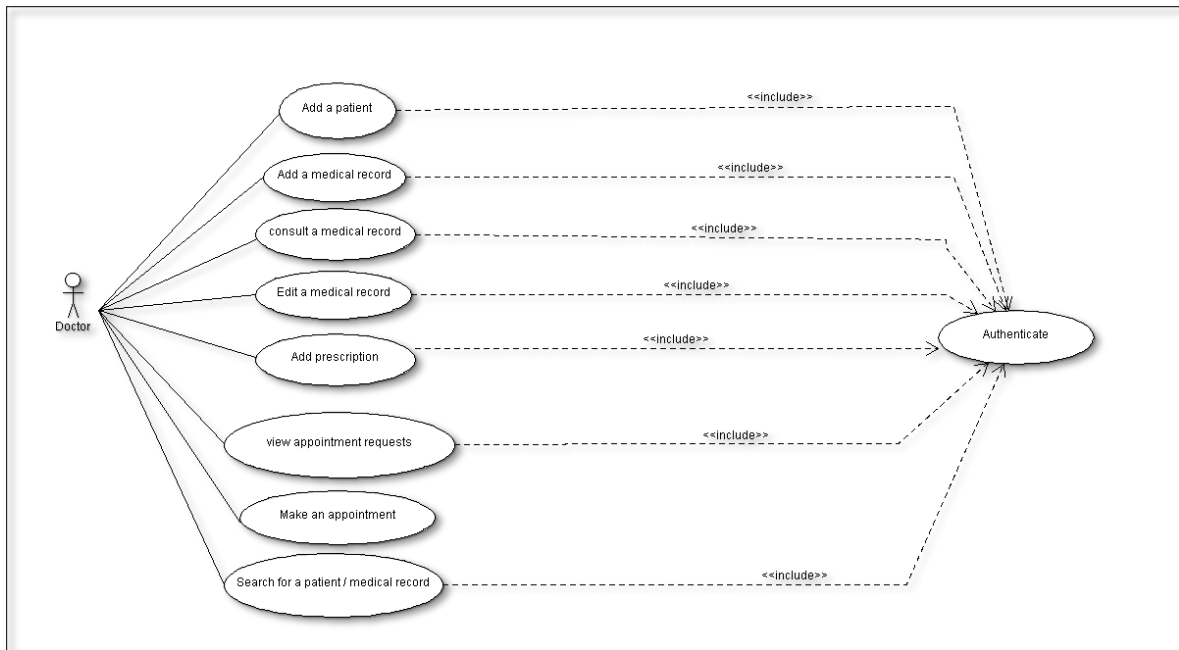 Add a patient
<<include>>
Add a medical record
<<include>>
consult a medical record
<<include>>
Edit a medical record
<<include>>
Doctor
Authenticate
Add prescription
<<include>>
view appointment requests
<<include>>
Make an appointment
Search for a patient / medical record
<<include>>